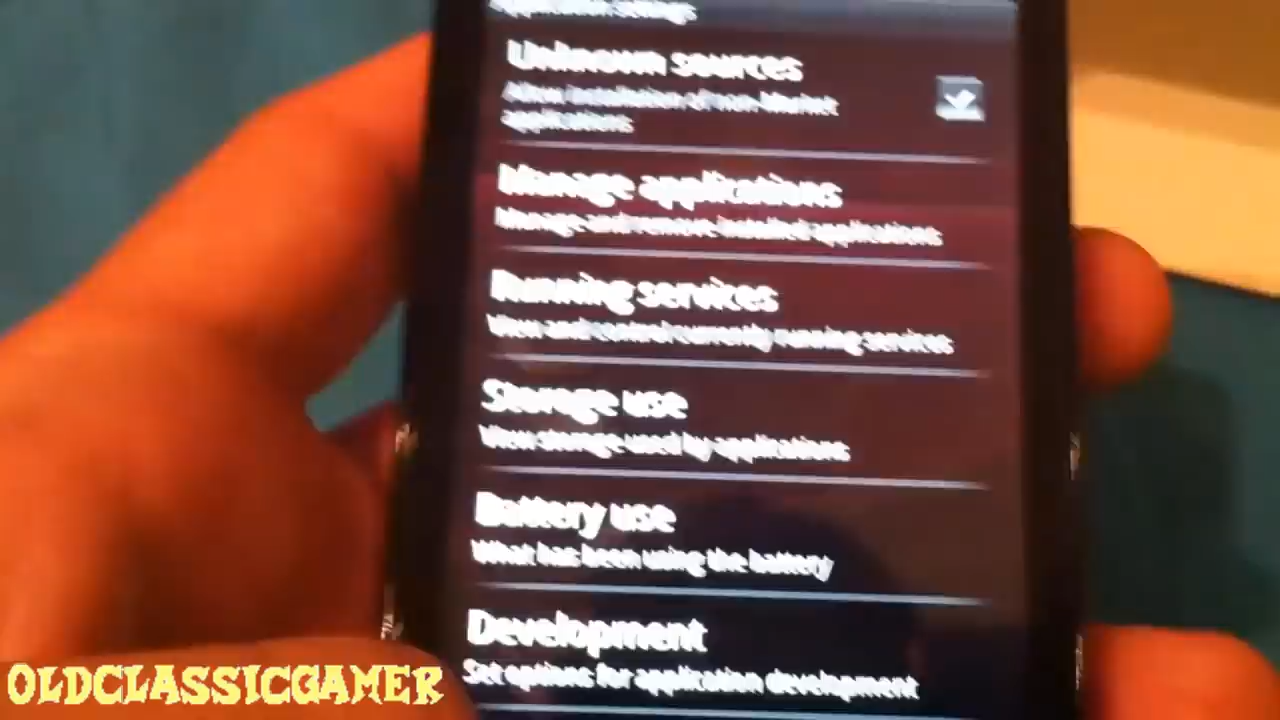 Application settings
Unknown sources
Allow installation of non-Market
applications
Manage applications
Manage and remove installed applications
Running services
View and control currently running services
Storage use
View storage used by applications
Battery use
What has been using the battery
Development
Set options for application development
OLDCLASSICGAMER